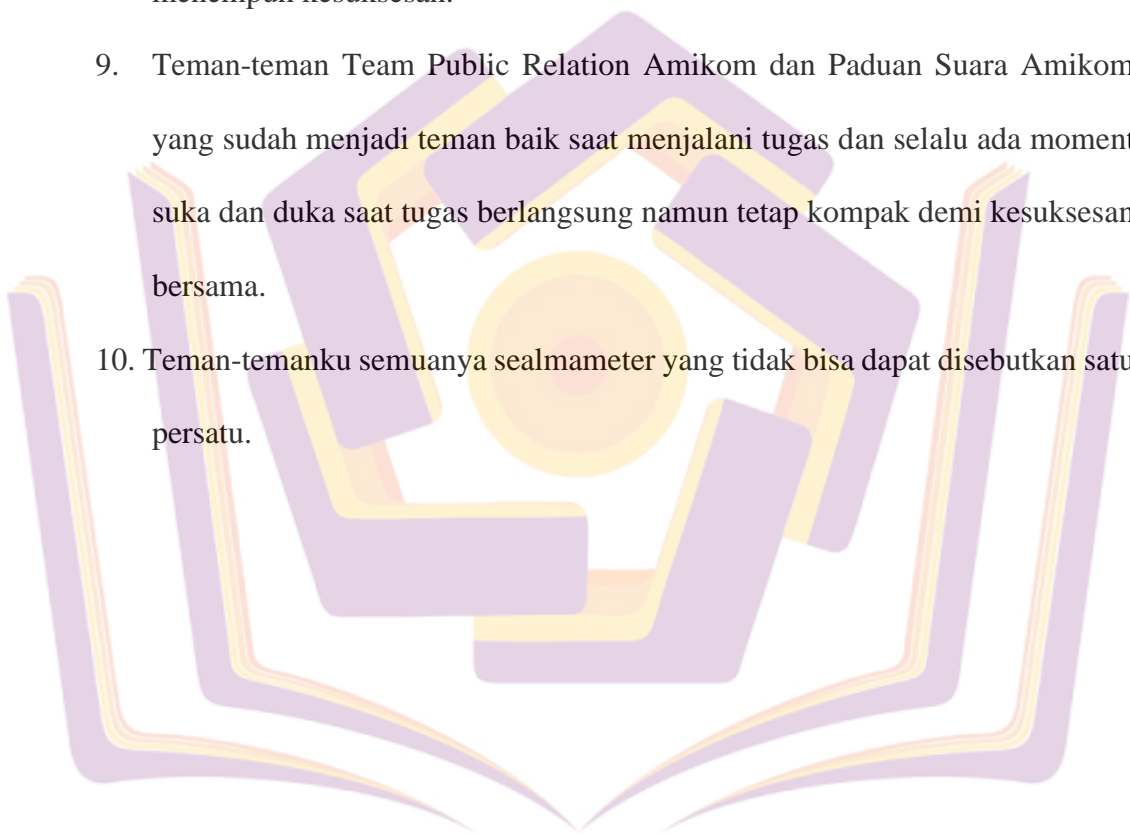 menempuh kesuksesan.
9. Teman-teman Team Public Relation Amikom dan Paduan Suara Amikom
yang sudah menjadi teman baik saat menjalani tugas dan selalu ada moment
suka dan duka saat tugas berlangsung namun tetap kompak demi kesuksesan
bersama.
10. Teman-temanku semuanya sealmameter yang tidak bisa dapat disebutkan satu
persatu.